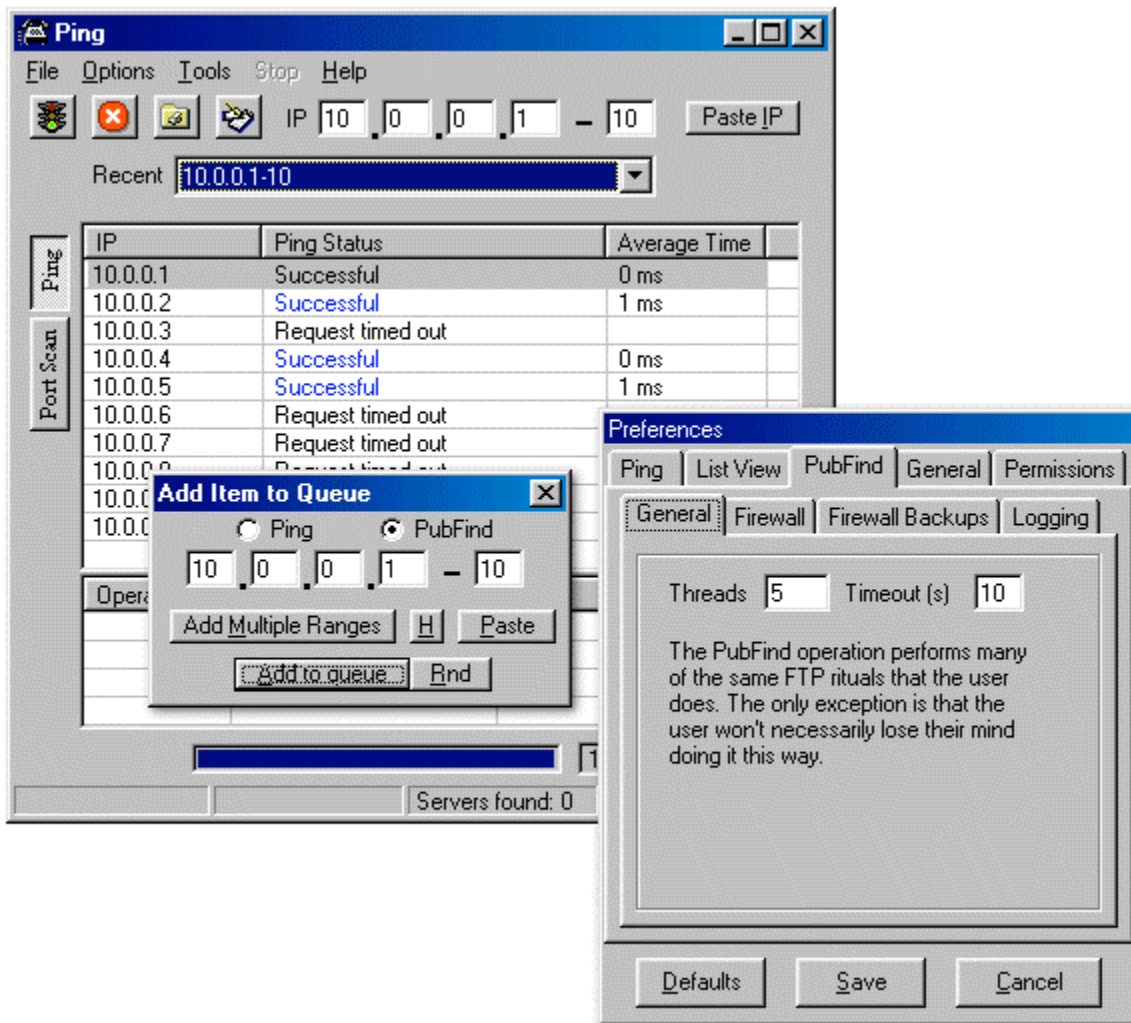 Ping
File Options Tools Stop Help
IP 10 . 0 . 0 . 1 – 10 Paste IP
Recent 10.0.0.1-10
Ping
Port Scan
IP Ping Status Average Time
10.0.0.1 Successful 0 ms
10.0.0.2 Successful 1 ms
10.0.0.3 Request timed out
10.0.0.4 Successful 0 ms
10.0.0.5 Successful 1 ms
10.0.0.6 Request timed out
10.0.0.7 Request timed out
Add Item to Queue
Ping PubFind
10 . 0 . 0 . 1 – 10
Add Multiple Ranges H Paste
Add to queue Rnd
Servers found: 0
Preferences
Ping List View PubFind General Permissions
General Firewall Firewall Backups Logging
Threads 5 Timeout (s) 10
The PubFind operation performs many
of the same FTP rituals that the user
does. The only exception is that the
user won't necessarily lose their mind
doing it this way.
Defaults Save Cancel